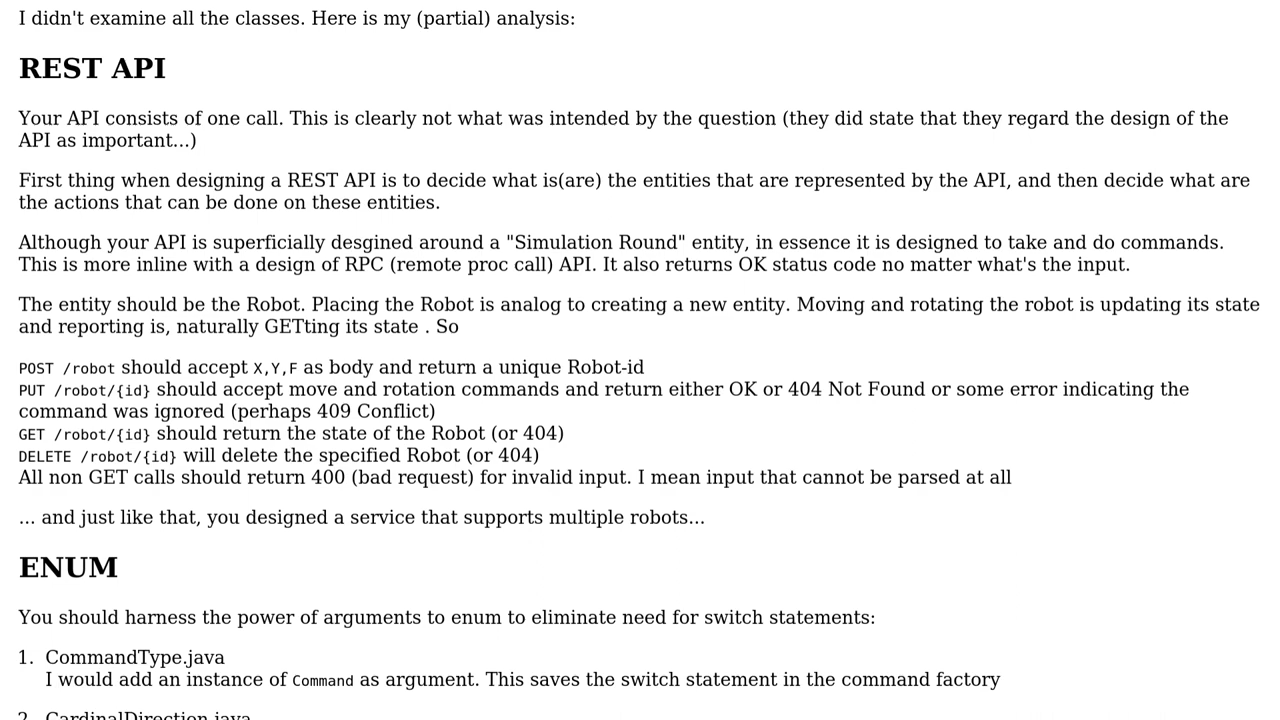 I didn't examine all the classes. Here is my (partial) analysis:
REST API
Your API consists of one call. This is clearly not what was intended by the question (they did state that they regard the design of the
API as important...)
First thing when designing a REST API is to decide what is(are) the entities that are represented by the API, and then decide what are
the actions that can be done on these entities.
Although your API is superficially desgined around a "Simulation Round" entity, in essence it is designed to take and do commands.
This is more inline with a design of RPC (remote proc call) API. It also returns OK status code no matter what's the input.
The entity should be the Robot. Placing the Robot is analog to creating a new entity. Moving and rotating the robot is updating its state
and reporting is, naturally GETting its state . So
POST /robot should accept X,Y,F as body and return a unique Robot-id
PUT /robot/{id} should accept move and rotation commands and return either OK or 404 Not Found or some error indicating the
command was ignored (perhaps 409 Conflict)
GET /robot/{id} should return the state of the Robot (or 404)
DELETE /robot/{id} will delete the specified Robot (or 404)
All non GET calls should return 400 (bad request) for invalid input. I mean input that cannot be parsed at all
... and just like that, you designed a service that supports multiple robots...
ENUM
You should harness the power of arguments to enum to eliminate need for switch statements:
1. CommandType.java
I would add an instance of Command as argument. This saves the switch statement in the command factory
2. CardinalDirection.java